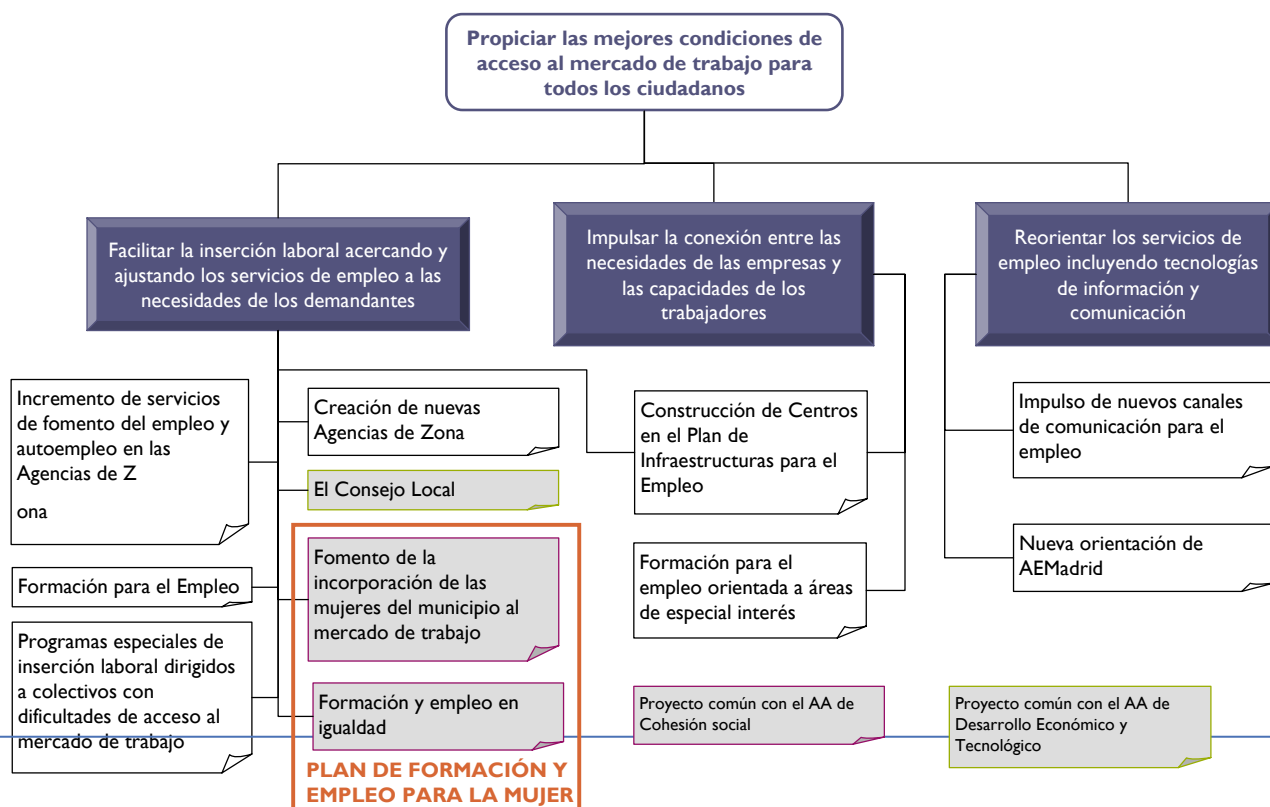 Propiciar las mejores condiciones de
acceso al mercado de trabajo para
todos los ciudadanos
Facilitar la inserción laboral acercando y
ajustando los servicios de empleo a las
necesidades de los demandantes
Impulsar la conexión entre las
necesidades de las empresas y
las capacidades de los
trabajadores
Reorientar los servicios de
empleo incluyendo tecnologías
de información y
comunicación
Incremento de servicios
de fomento del empleo y
autoempleo en las
Agencias de Z
ona
Formación para el Empleo
Programas especiales de
inserción laboral dirigidos
a colectivos con
dificultades de acceso al
mercado de trabajo
Creación de nuevas
Agencias de Zona
El Consejo Local
Fomento de la
incorporación de las
mujeres del municipio al
mercado de trabajo
Formación y empleo en
igualdad
PLAN DE FORMACIÓN Y
EMPLEO PARA LA MUJER
Construcción de Centros
en el Plan de
Infraestructuras para el
Empleo
Formación para el
empleo orientada a áreas
de especial interés
Proyecto común con el AA de
Cohesión social
Impulso de nuevos canales
de comunicación para el
empleo
Nueva orientación de
AEMadrid
Proyecto común con el AA de
Desarrollo Económico y
Tecnológico